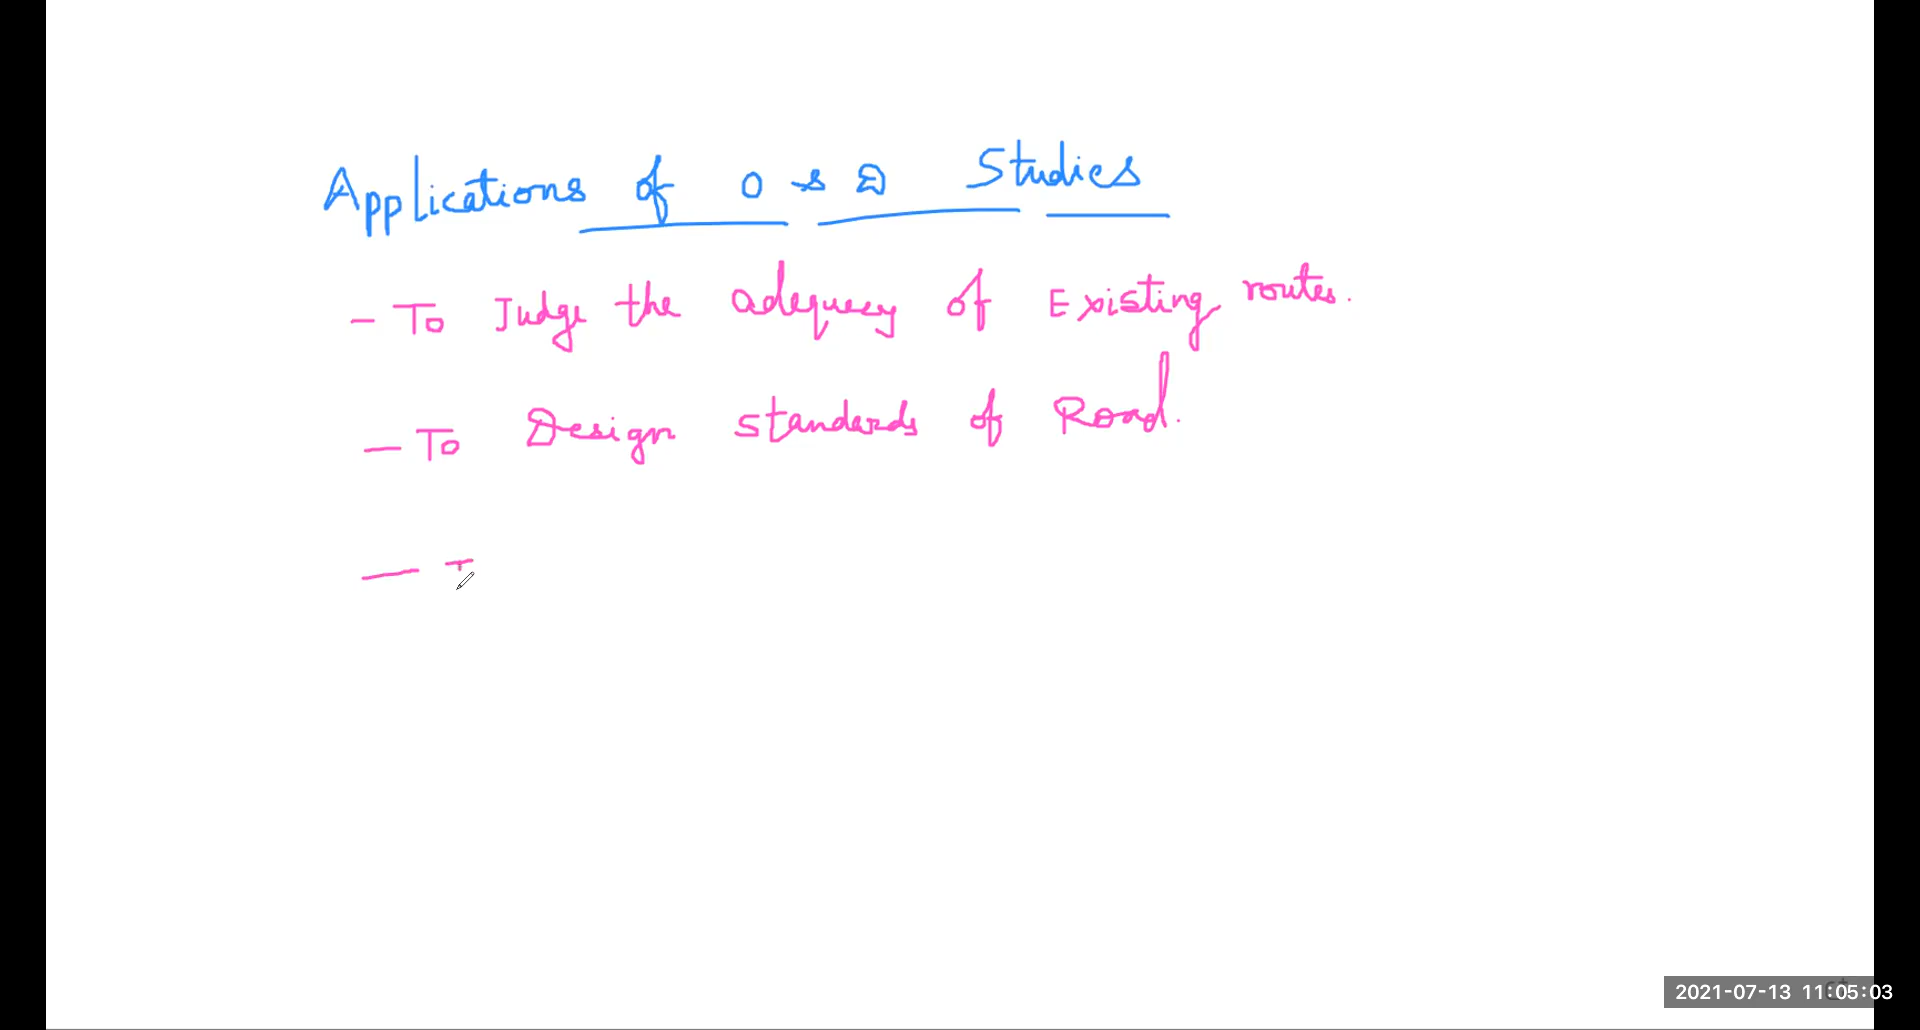 Applications of O & D Studies
- To Judge the adequecy of Existing routes.
- To Design standards of Road.
- T
2021-07-13 11:05:03